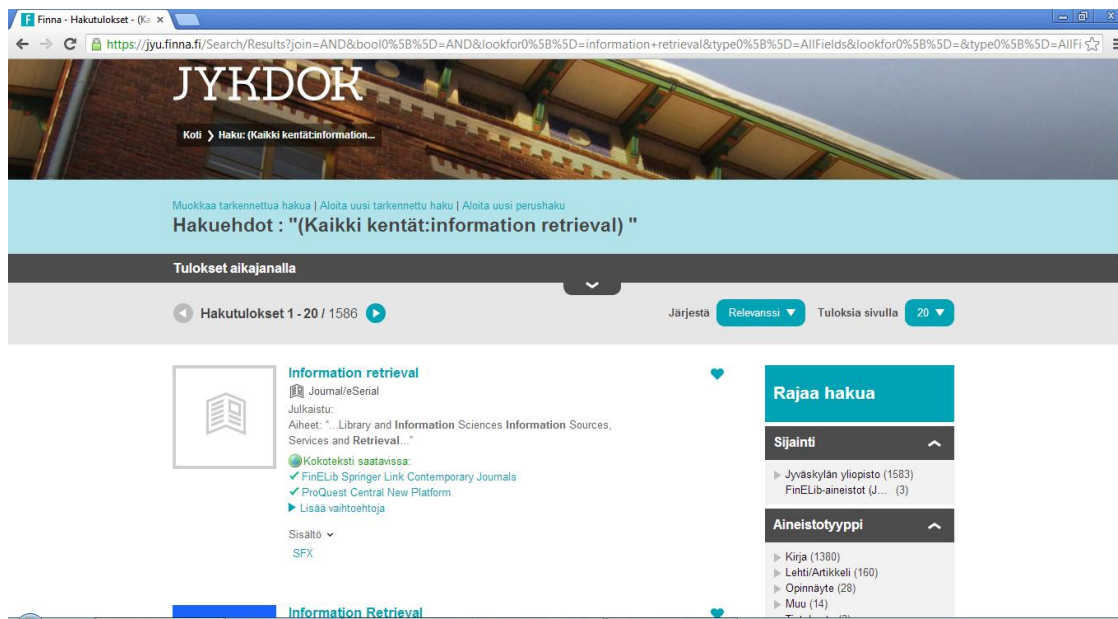 Finna - Hakutulokset - (Ka
https://jyu.finna.fi/Search/Results?join=AND&bool0%5B%5D=AND&lookfor0%5B%5D=information+retrieval&type0%5B%5D=AllFields&lookfor0%5B%5D=&type0%5B%5D=AllFi
JYKDOK
Koti ❯ Haku: (Kaikki kentät:information...
Muokkaa tarkennettua hakua | Aloita uusi tarkennettu haku | Aloita uusi perushaku
Hakuehdot : "(Kaikki kentät:information retrieval) "
Tulokset aikajanalla
Hakutulokset 1 - 20 / 1586
Järjestä Relevanssi Tuloksia sivulla 20
Information retrieval
Journal/eSerial
Julkaistu:
Aiheet: "...Library and Information Sciences Information Sources,
Services and Retrieval..."
Kokoteksti saatavissa:
FinELib Springer Link Contemporary Journals
ProQuest Central New Platform
Lisää vaihtoehtoja
Sisältö
SFX
Information Retrieval
Rajaa hakua
Sijainti
Jyväskylän yliopisto (1583)
FinELib-aineistot (J... (3)
Aineistotyyppi
Kirja (1380)
Lehti/Artikkeli (160)
Opinnäyte (28)
Muu (14)